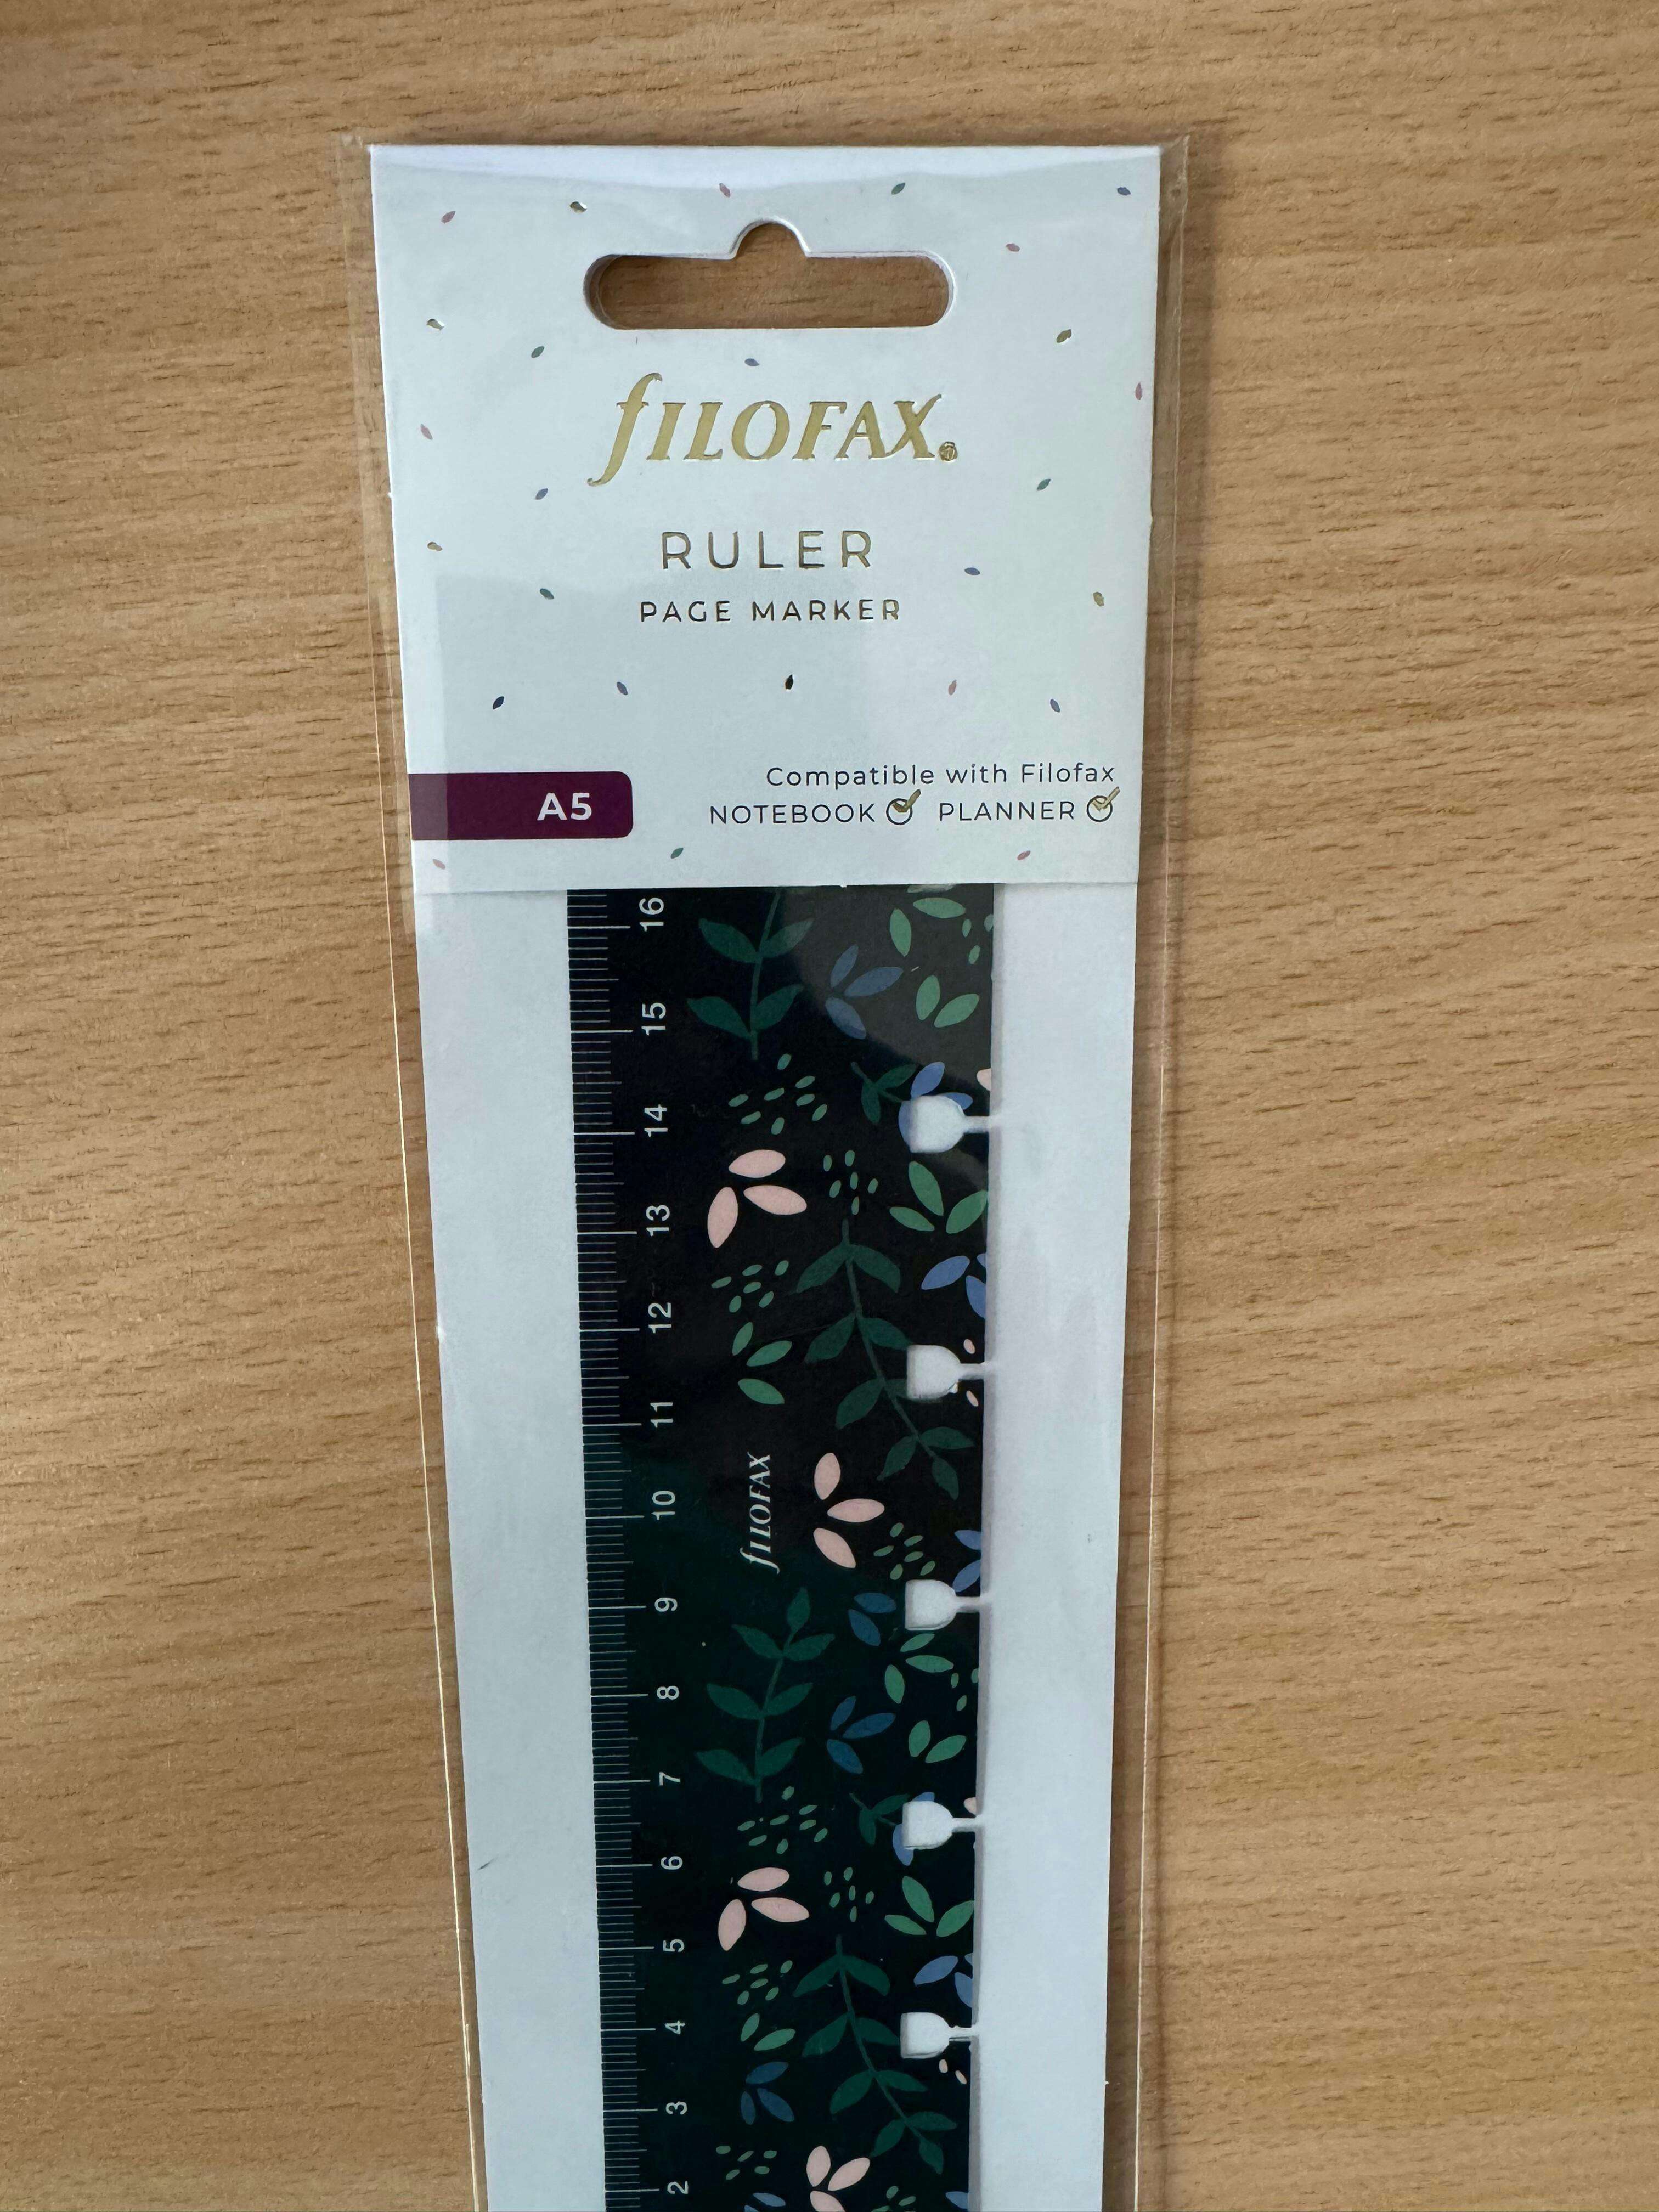 fILOFAX®
RULER
PAGE MARKER
Compatible with Filofax
A5
NOTEBOOK PLANNER
16
15
14
13
12
11
10
fILOFAX
9
8
7
6
5
4
3
2